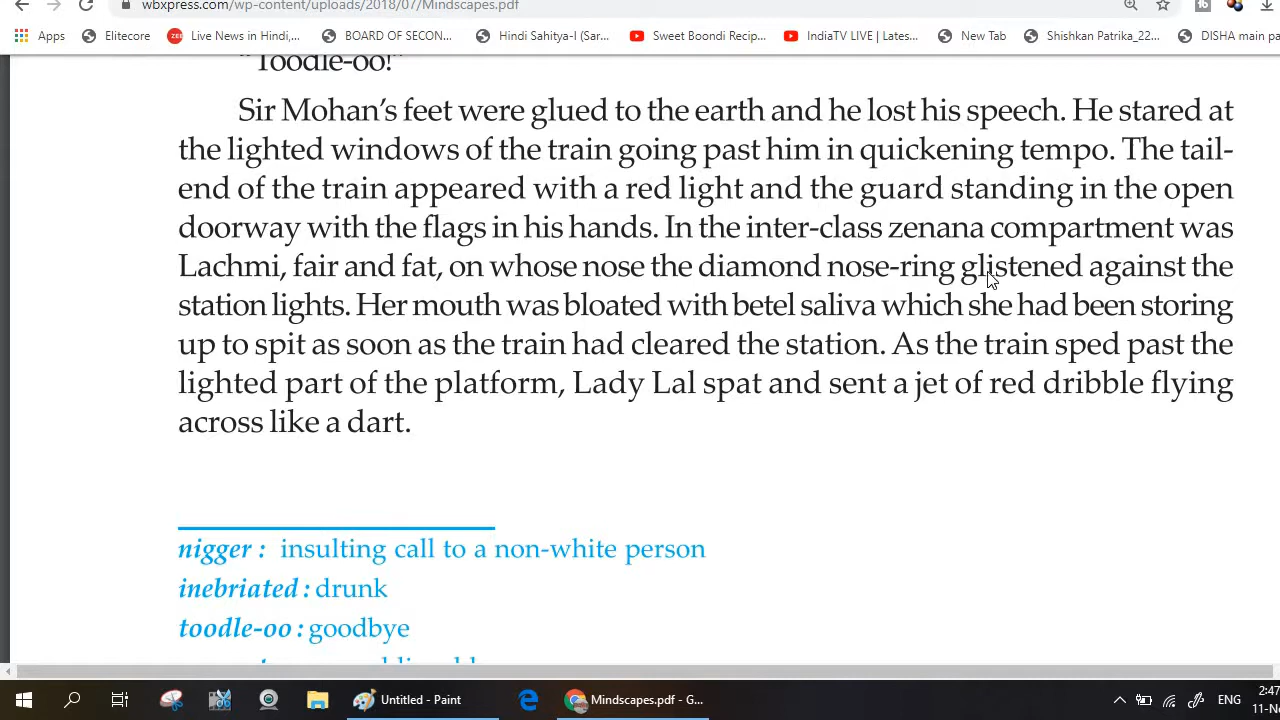 wbxpress.com/wp-content/uploads/2018/07/Mindscapes.pdf
Apps Elitecore Live News in Hindi,... BOARD OF SECON... Hindi Sahitya-I (Sar... Sweet Boondi Recip... IndiaTV LIVE | Lates... New Tab Shishkan Patrika_22... DISHA main pa
"Toodle-oo!"
Sir Mohan's feet were glued to the earth and he lost his speech. He stared at
the lighted windows of the train going past him in quickening tempo. The tail-
end of the train appeared with a red light and the guard standing in the open
doorway with the flags in his hands. In the inter-class zenana compartment was
Lachmi, fair and fat, on whose nose the diamond nose-ring glistened against the
station lights. Her mouth was bloated with betel saliva which she had been storing
up to spit as soon as the train had cleared the station. As the train sped past the
lighted part of the platform, Lady Lal spat and sent a jet of red dribble flying
across like a dart.
nigger : insulting call to a non-white person
inebriated : drunk
toodle-oo : goodbye
Untitled - Paint Mindscapes.pdf - G... ENG 2:47
11-No